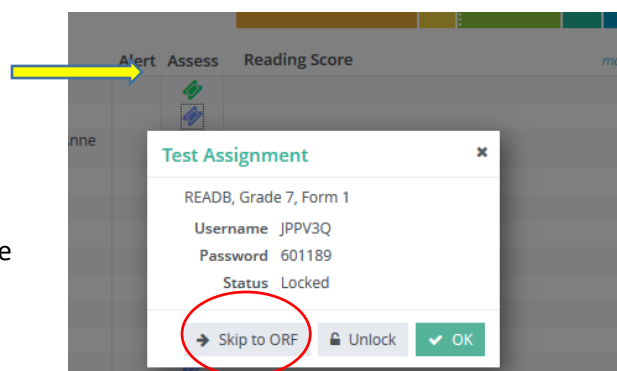 Alert Assess Reading Score mo
nne
Test Assignment ×
READB, Grade 7, Form 1
Username JPPV3Q
Password 601189
e
Status Locked
Skip to ORF Unlock OK